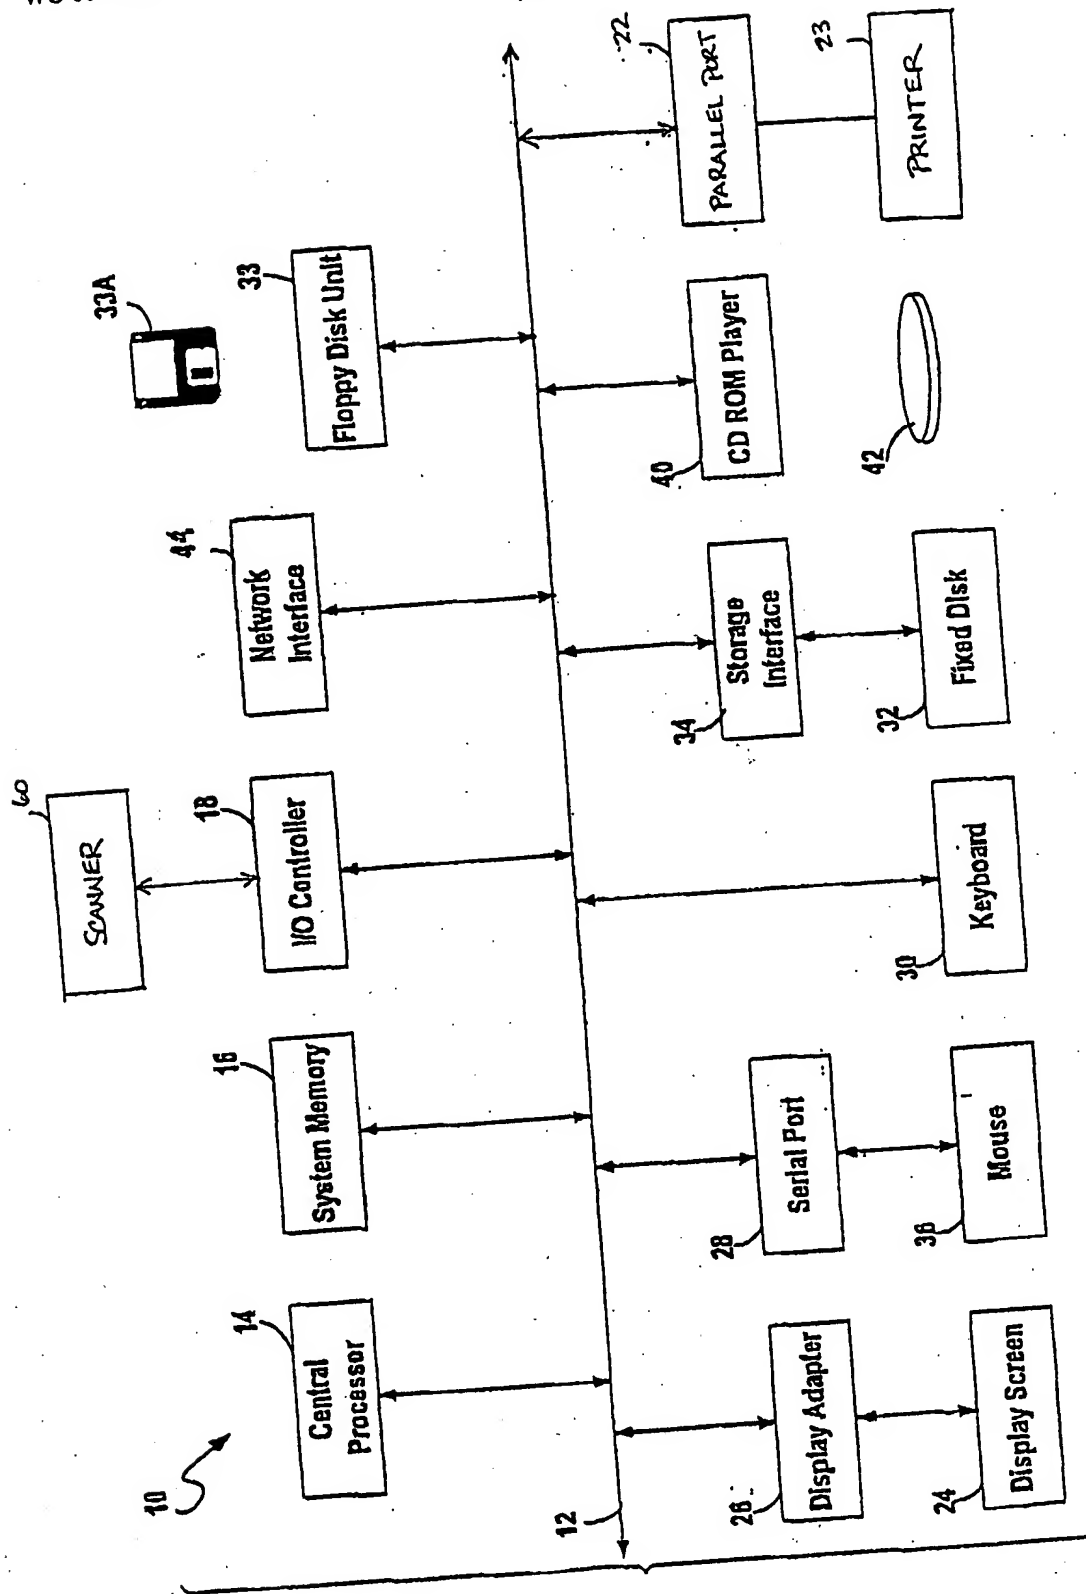 10
14
Central
Processor
16
System Memory
60
SCANNER
18
I/O Controller
44
Network
Interface
33A
33
Floppy Disk Unit
12
26
Display Adapter
24
Display Screen
28
Serial Port
36
Mouse
30
Keyboard
34
Storage
Interface
32
Fixed Disk
40
CD ROM Player
42
22
PARALLEL PORT
23
PRINTER